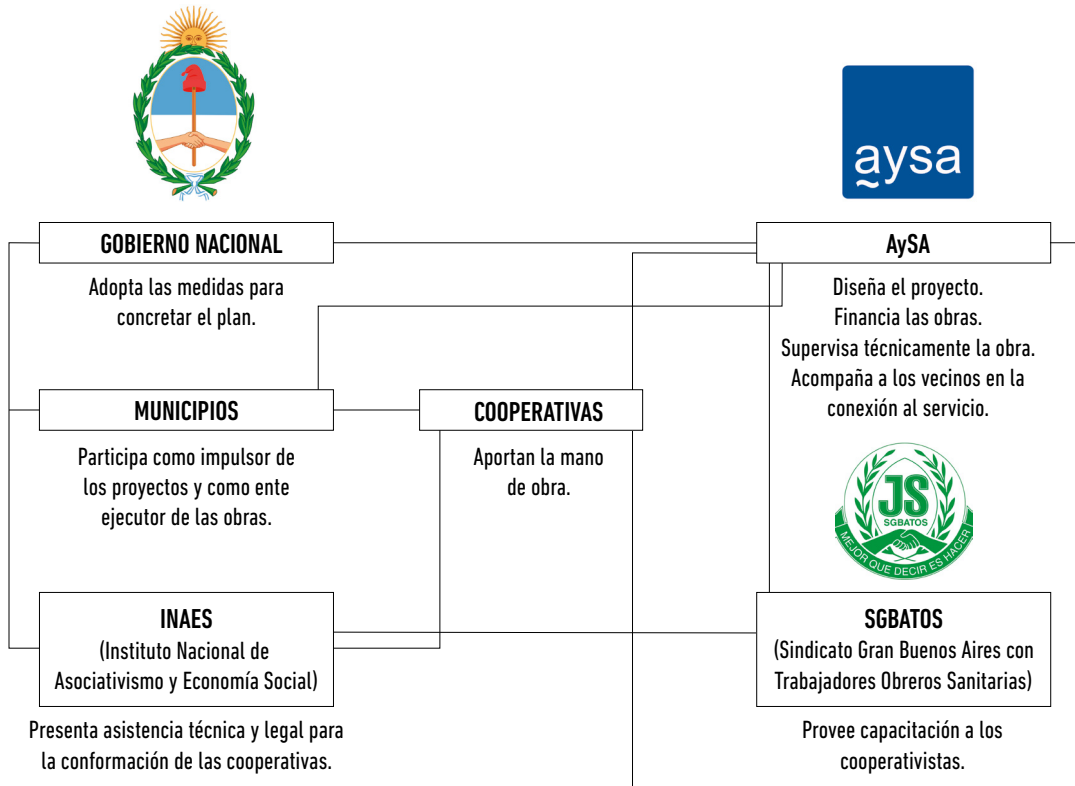 aysa
GOBIERNO NACIONAL
Adopta las medidas para
concretar el plan.
AySA
Diseña el proyecto.
Financia las obras.
Supervisa técnicamente la obra.
Acompaña a los vecinos en la
conexión al servicio.
MUNICIPIOS
Participa como impulsor de
los proyectos y como ente
ejecutor de las obras.
COOPERATIVAS
Aportan la mano
de obra.
JS
SGBATOS
MEJOR QUE DECIR ES HACER
INAES
(Instituto Nacional de
Asociativismo y Economía Social)
Presenta asistencia técnica y legal para
la conformación de las cooperativas.
SGBATOS
(Sindicato Gran Buenos Aires con
Trabajadores Obreros Sanitarias)
Provee capacitación a los
cooperativistas.